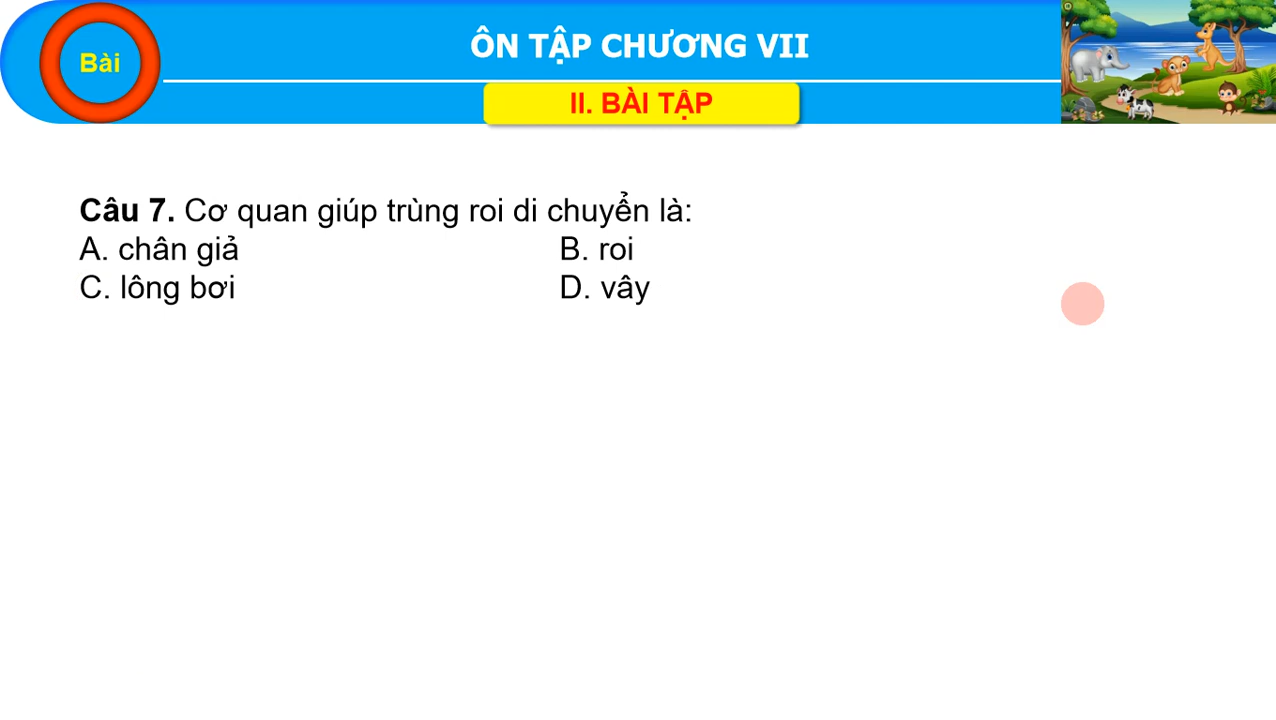 Bài
ÔN TẬP CHƯƠNG VII
II. BÀI TẬP
Câu 7. Cơ quan giúp trùng roi di chuyển là:
A. chân giả B. roi
C. lông bơi D. vây